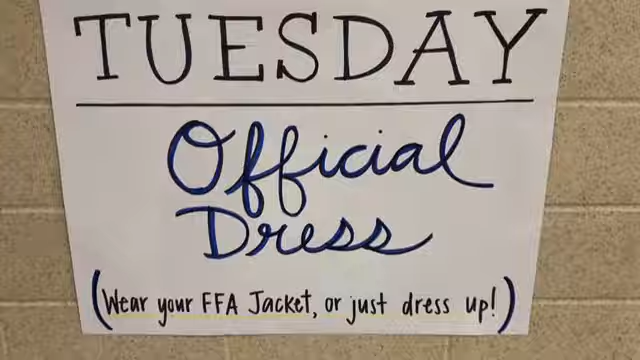 TUESDAY
Official
Dress
(Wear your FFA Jacket, or just dress up!)